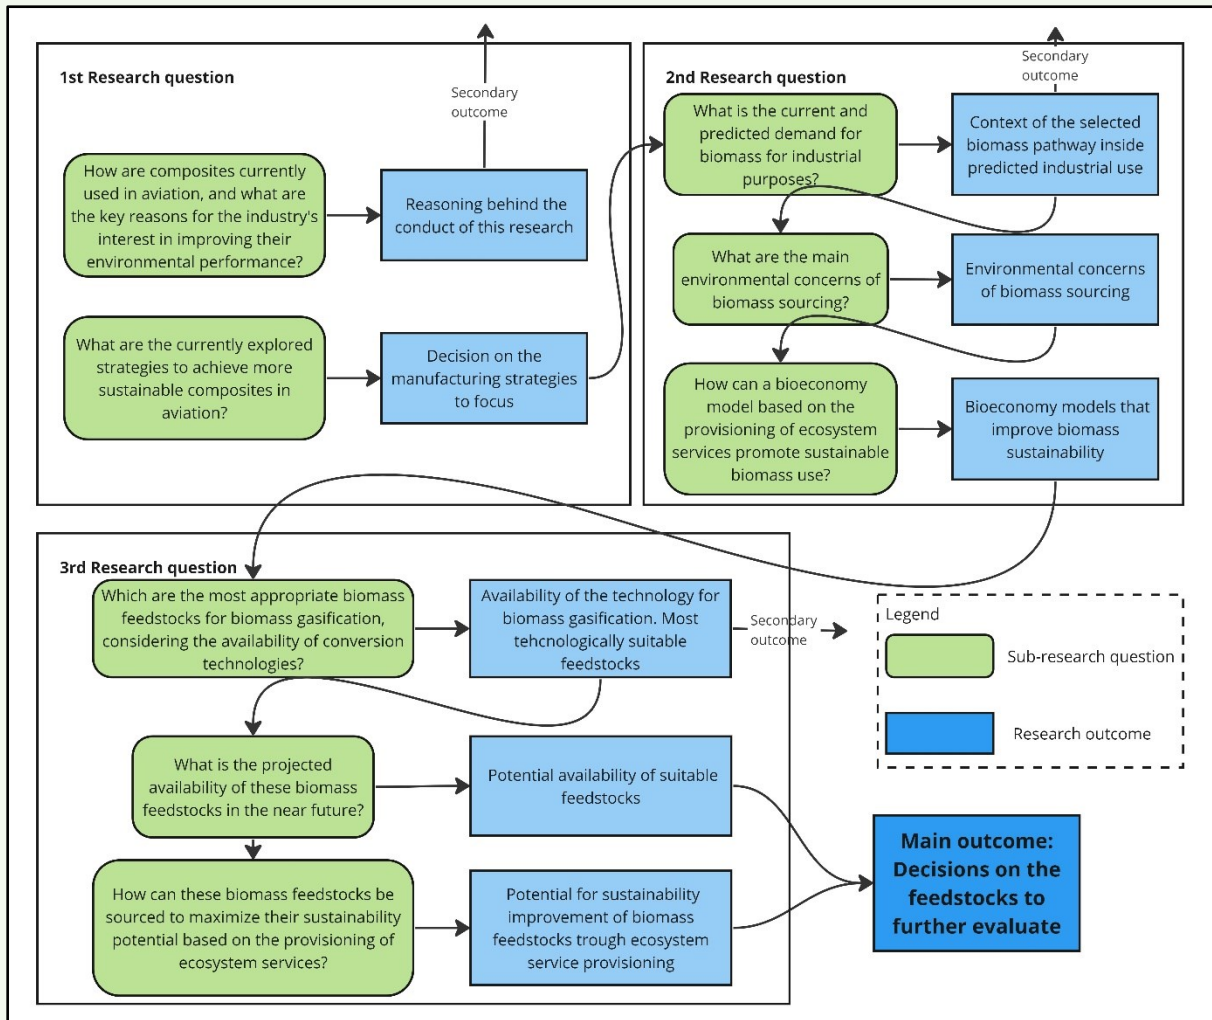 1st Research question
Secondary
outcome
How are composites currently
used in aviation, and what are
the key reasons for the industry's
interest in improving their
environmental performance?
Reasoning behind the
conduct of this research
What are the currently explored
strategies to achieve more
sustainable composites in
aviation?
Decision on the
manufacturing strategies
to focus
Secondary
outcome
2nd Research question
What is the current and
predicted demand for
biomass for industrial
purposes?
Context of the selected
biomass pathway inside
predicted industrial use
What are the main
environmental concerns of
biomass sourcing?
Environmental concerns
of biomass sourcing
How can a bioeconomy
model based on the
provisioning of ecosystem
services promote sustainable
biomass use?
Bioeconomy models that
improve biomass
sustainability
3rd Research question
Which are the most appropriate biomass
feedstocks for biomass gasification,
considering the availability of conversion
technologies?
Availability of the technology for
biomass gasification. Most
tehcnologically suitable
feedstocks
Secondary
outcome
What is the projected
availability of these biomass
feedstocks in the near future?
Potential availability of suitable
feedstocks
How can these biomass feedstocks be
sourced to maximize their sustainability
potential based on the provisioning of
ecosystem services?
Potential for sustainability
improvement of biomass
feedstocks trough ecosystem
service provisioning
Legend
Sub-research question
Research outcome
Main outcome:
Decisions on the
feedstocks to
further evaluate